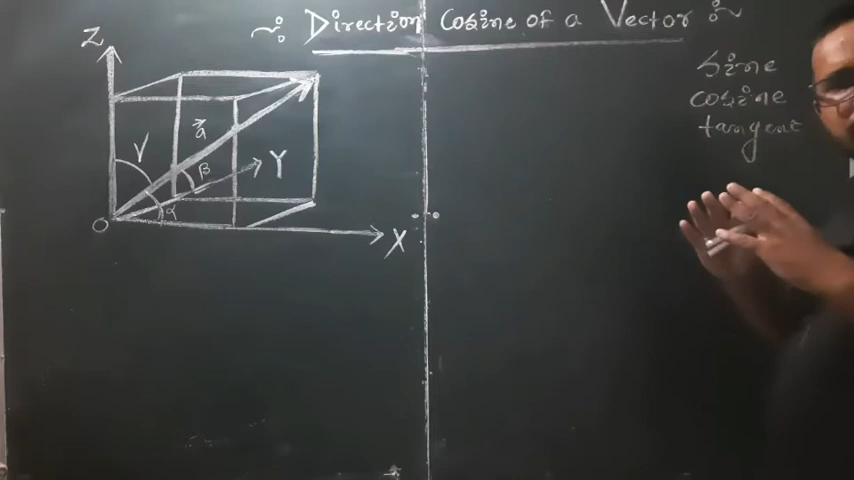 ~: Direction Cosine of a Vector :~
Sine
cosine
tangent
Z
a
γ
β
Y
α
O
X